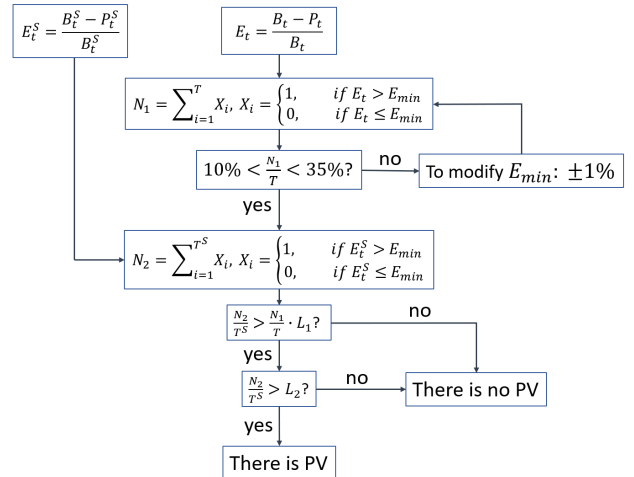 E_t^S = (B_t^S − P_t^S) / B_t^S
E_t = (B_t − P_t) / B_t
N_1 = ∑_{i=1}^{T} X_i, X_i = { 1, if E_t > E_min
0, if E_t ≤ E_min
10% < N_1/T < 35%?
no
To modify E_min: ±1%
yes
N_2 = ∑_{i=1}^{T^S} X_i, X_i = { 1, if E_t^S > E_min
0, if E_t^S ≤ E_min
N_2/T^S > N_1/T · L_1?
no
yes
N_2/T^S > L_2?
no
There is no PV
yes
There is PV